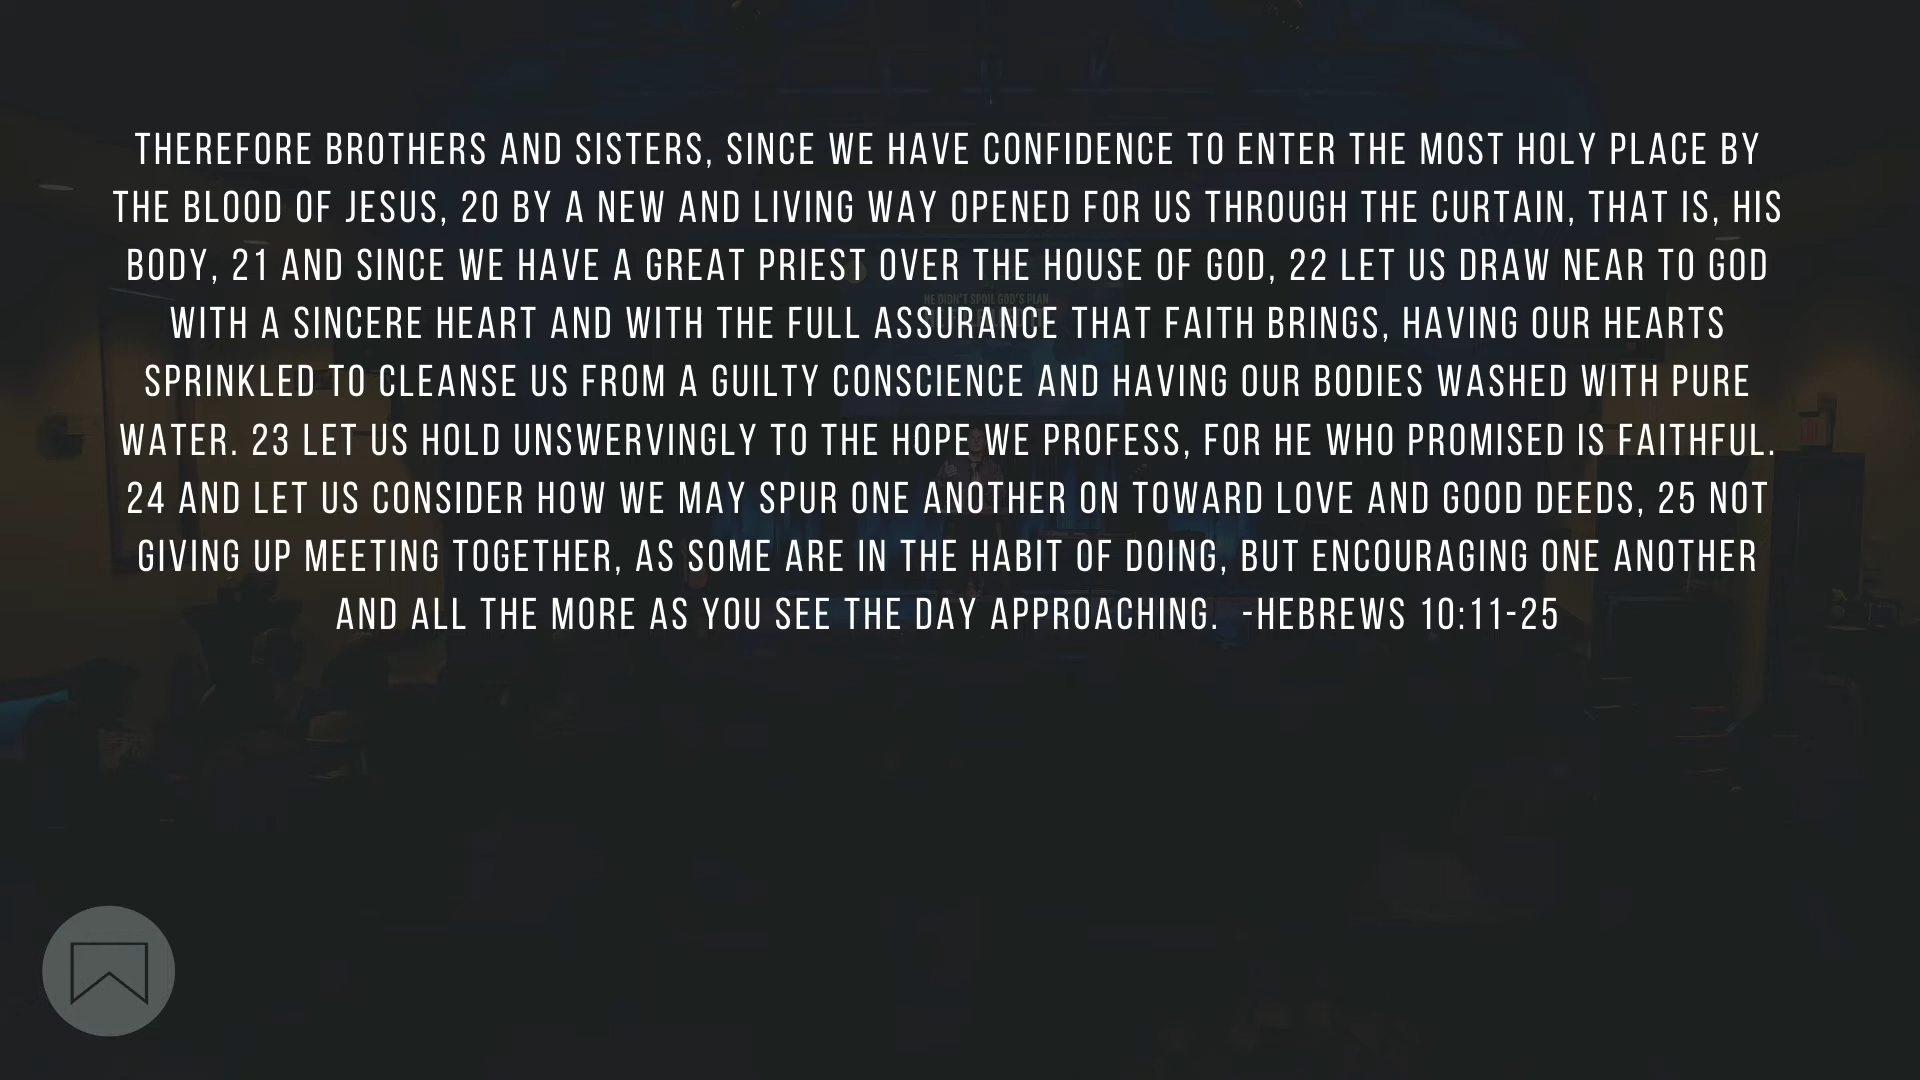 THEREFORE BROTHERS AND SISTERS, SINCE WE HAVE CONFIDENCE TO ENTER THE MOST HOLY PLACE BY
THE BLOOD OF JESUS, 20 BY A NEW AND LIVING WAY OPENED FOR US THROUGH THE CURTAIN, THAT IS, HIS
BODY, 21 AND SINCE WE HAVE A GREAT PRIEST OVER THE HOUSE OF GOD, 22 LET US DRAW NEAR TO GOD
HE DIDN'T SPOIL GOD'S PLAN
WITH A SINCERE HEART AND WITH THE FULL ASSURANCE THAT FAITH BRINGS, HAVING OUR HEARTS
SPRINKLED TO CLEANSE US FROM A GUILTY CONSCIENCE AND HAVING OUR BODIES WASHED WITH PURE
WATER. 23 LET US HOLD UNSWERVINGLY TO THE HOPE WE PROFESS, FOR HE WHO PROMISED IS FAITHFUL.
24 AND LET US CONSIDER HOW WE MAY SPUR ONE ANOTHER ON TOWARD LOVE AND GOOD DEEDS, 25 NOT
GIVING UP MEETING TOGETHER, AS SOME ARE IN THE HABIT OF DOING, BUT ENCOURAGING ONE ANOTHER
AND ALL THE MORE AS YOU SEE THE DAY APPROACHING. -HEBREWS 10:11-25